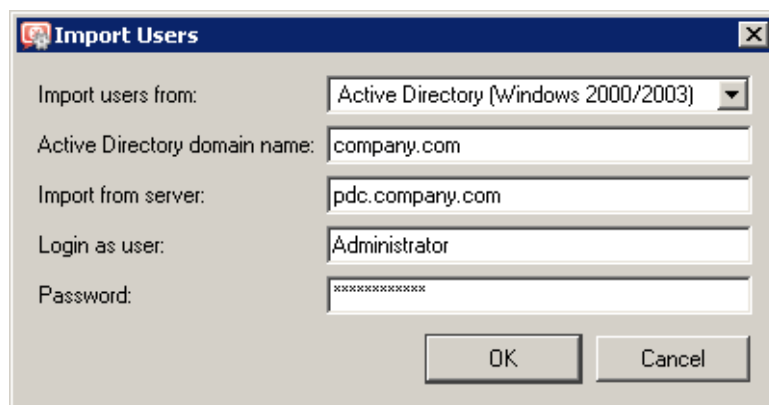 Import Users
Import users from: Active Directory (Windows 2000/2003)
Active Directory domain name: company.com
Import from server: pdc.company.com
Login as user: Administrator
Password: ************
OK Cancel